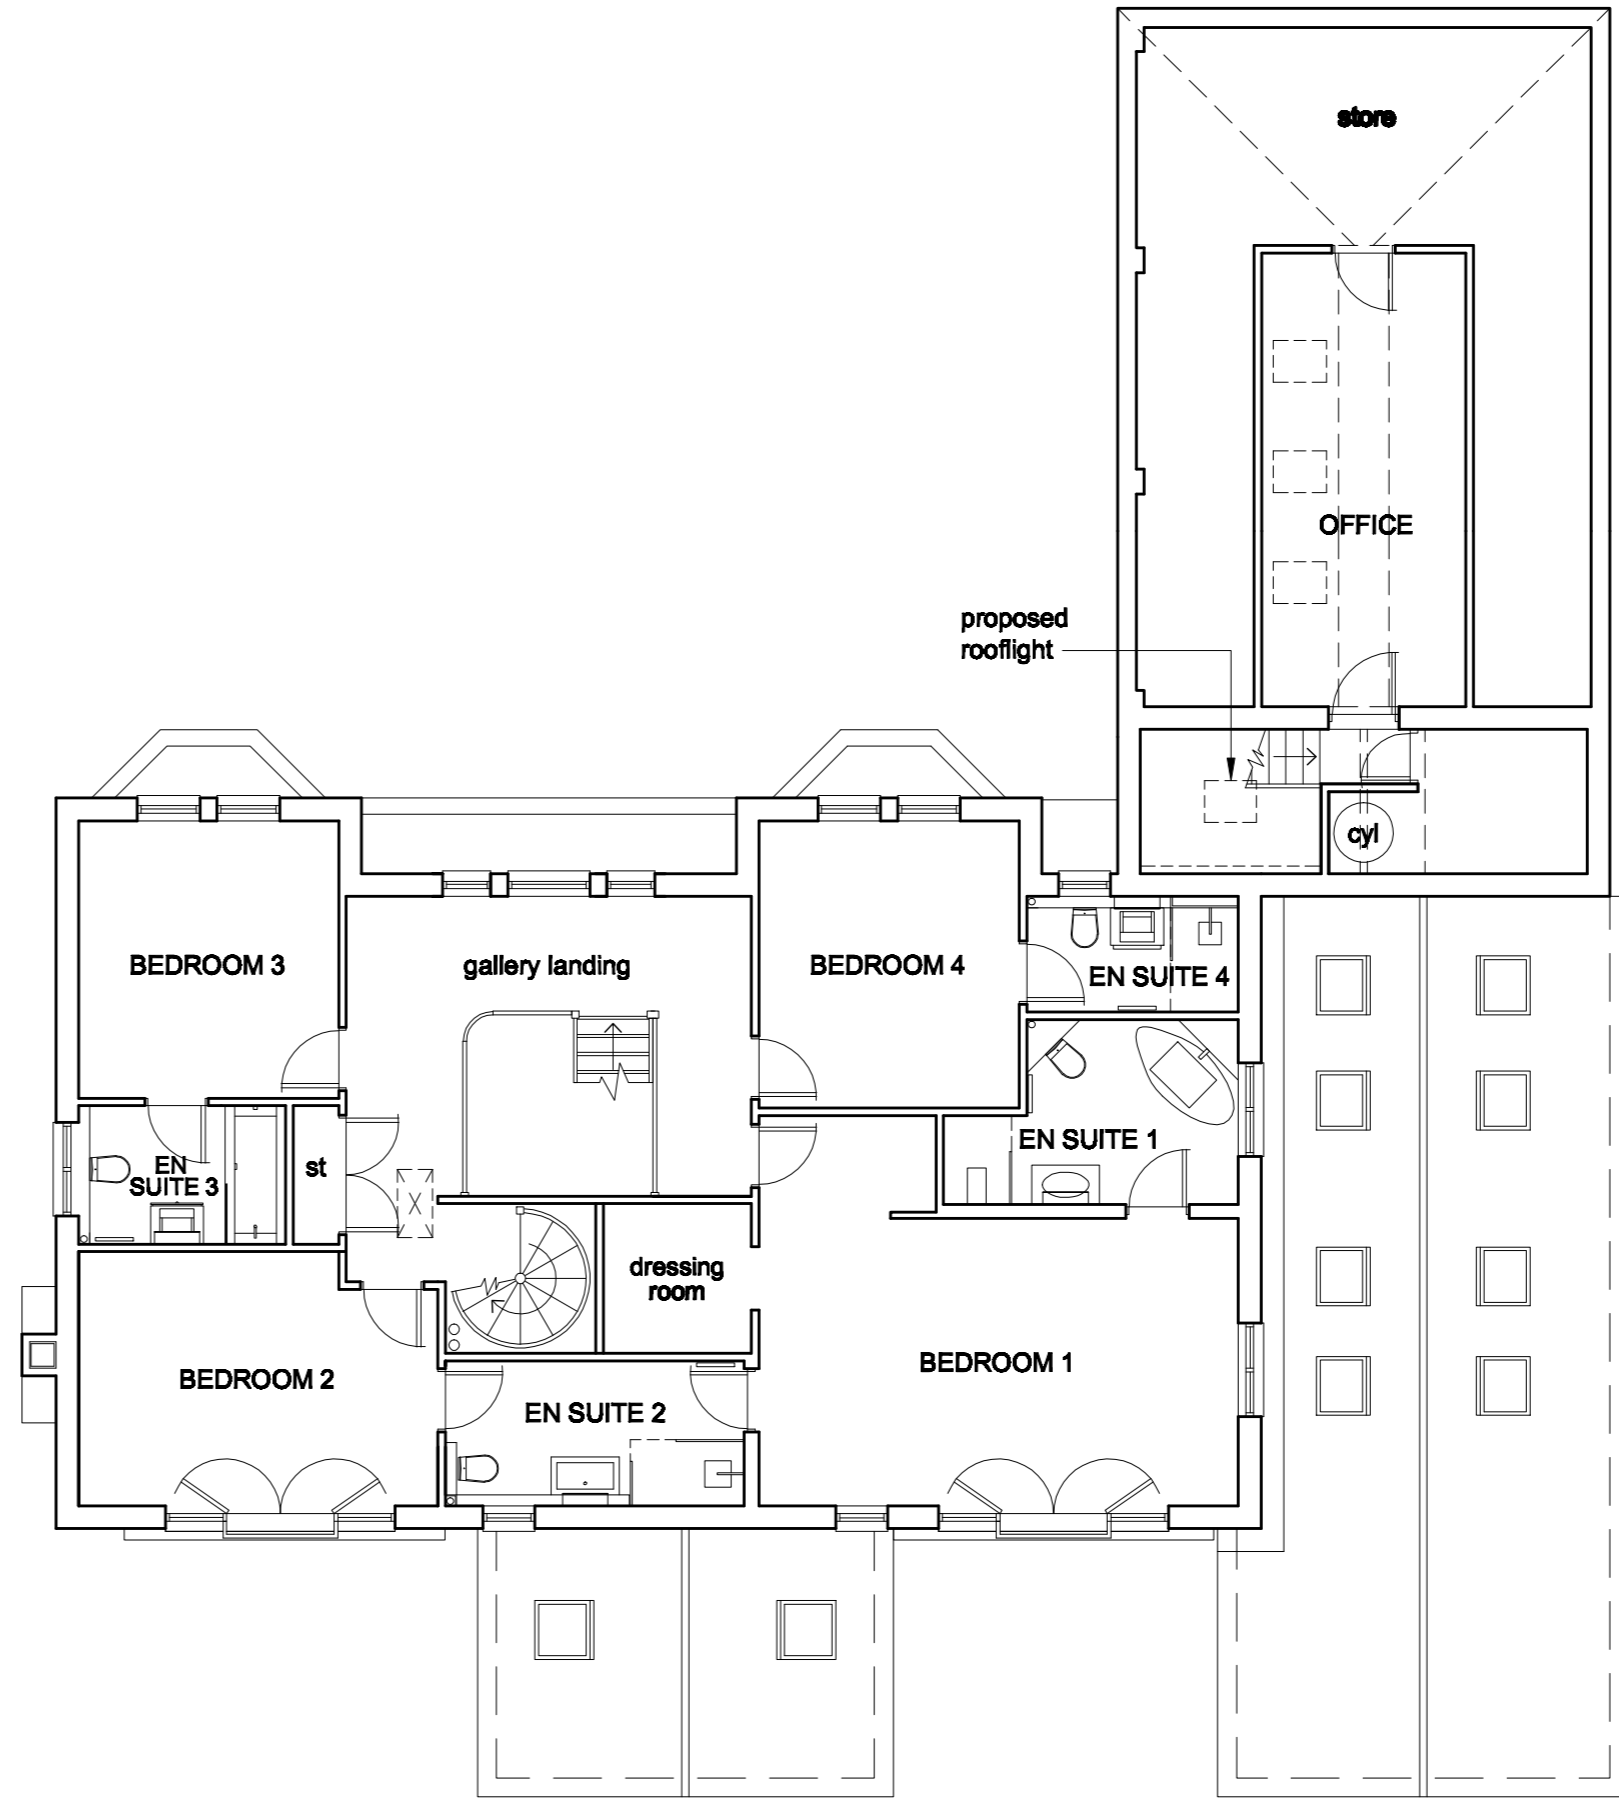 store
OFFICE
proposed
rooflight
cyl
BEDROOM 3
gallery landing
BEDROOM 4
EN SUITE 4
EN SUITE 1
EN
SUITE 3
st
dressing
room
BEDROOM 2
BEDROOM 1
EN SUITE 2